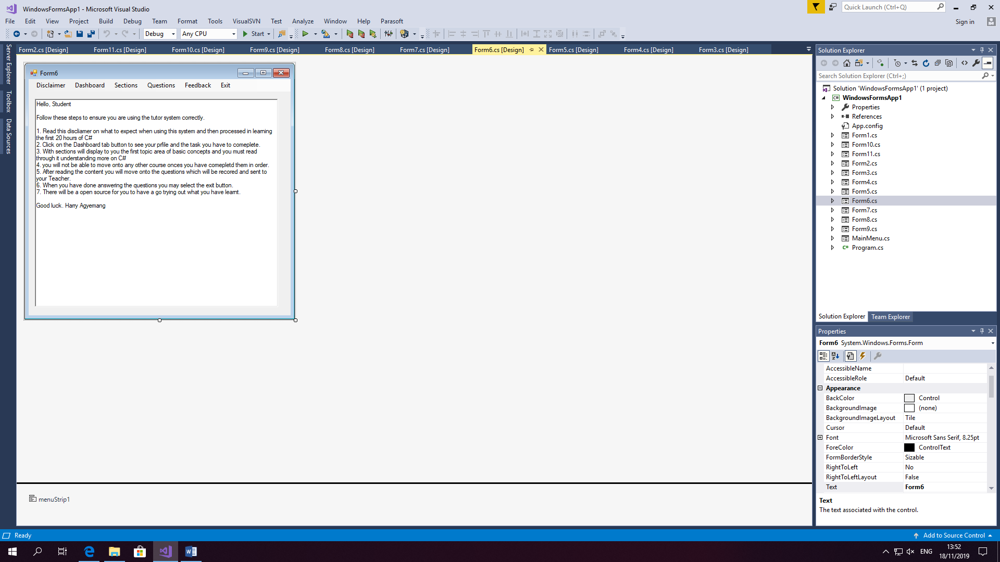 WindowsFormsApp1 - Microsoft Visual Studio
Quick Launch (Ctrl+Q)
File Edit View Project Build Debug Team Format Tools VisualSVN Test Analyze Window Help Parasoft
Sign in
Debug Any CPU Start
Form2.cs [Design] Form11.cs [Design] Form10.cs [Design] Form9.cs [Design] Form8.cs [Design] Form7.cs [Design] Form6.cs [Design] Form5.cs [Design] Form4.cs [Design] Form3.cs [Design]
Server Explorer
Toolbox
Data Sources
Form6
Disclaimer Dashboard Sections Questions Feedback Exit
Hello, Student
Follow these steps to ensure you are using the tutor system correctly.
1. Read this discliamer on what to expect when using this system and then processed in learning
the first 20 hours of C#
2. Click on the Dashboard tab button to see your prfile and the task you have to comeplete.
3. With sections will display to you the first topic area of basic concepts and you must read
through it understanding more on C#
4. you will not be able to move onto any other course onces you have comepletd them in order.
5. After reading the content you will move onto the questions which will be recored and sent to
your Teacher.
6. When you have done answering the questions you may select the exit button.
7. There will be a open source for you to have a go trying out what you have learnt.
Good luck. Harry Agyemang
menuStrip1
Solution Explorer
Search Solution Explorer (Ctrl+;)
Solution 'WindowsFormsApp1' (1 project)
C# WindowsFormsApp1
Properties
References
App.config
Form1.cs
Form10.cs
Form11.cs
Form2.cs
Form3.cs
Form4.cs
Form5.cs
Form6.cs
Form7.cs
Form8.cs
Form9.cs
MainMenu.cs
C# Program.cs
Solution Explorer Team Explorer
Properties
Form6 System.Windows.Forms.Form
AccessibleName
AccessibleRole Default
Appearance
BackColor Control
BackgroundImage (none)
BackgroundImageLayout Tile
Cursor Default
Font Microsoft Sans Serif, 8.25pt
ForeColor ControlText
FormBorderStyle Sizable
RightToLeft No
RightToLeftLayout False
Text Form6
Text
The text associated with the control.
Ready
Add to Source Control
ENG
13:52
18/11/2019